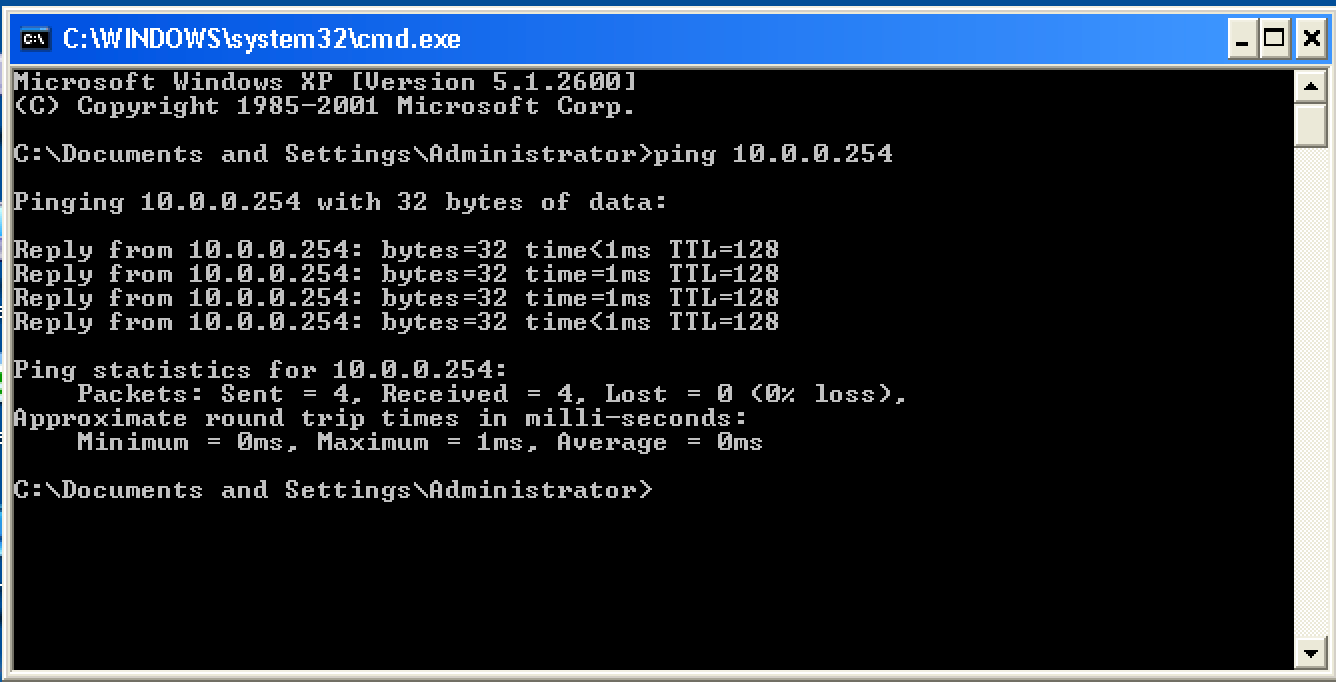 C:\WINDOWS\system32\cmd.exe
Microsoft Windows XP [Version 5.1.2600]
(C) Copyright 1985-2001 Microsoft Corp.
C:\Documents and Settings\Administrator>ping 10.0.0.254
Pinging 10.0.0.254 with 32 bytes of data:
Reply from 10.0.0.254: bytes=32 time<1ms TTL=128
Reply from 10.0.0.254: bytes=32 time=1ms TTL=128
Reply from 10.0.0.254: bytes=32 time=1ms TTL=128
Reply from 10.0.0.254: bytes=32 time<1ms TTL=128
Ping statistics for 10.0.0.254:
    Packets: Sent = 4, Received = 4, Lost = 0 (0% loss),
Approximate round trip times in milli-seconds:
    Minimum = 0ms, Maximum = 1ms, Average = 0ms
C:\Documents and Settings\Administrator>